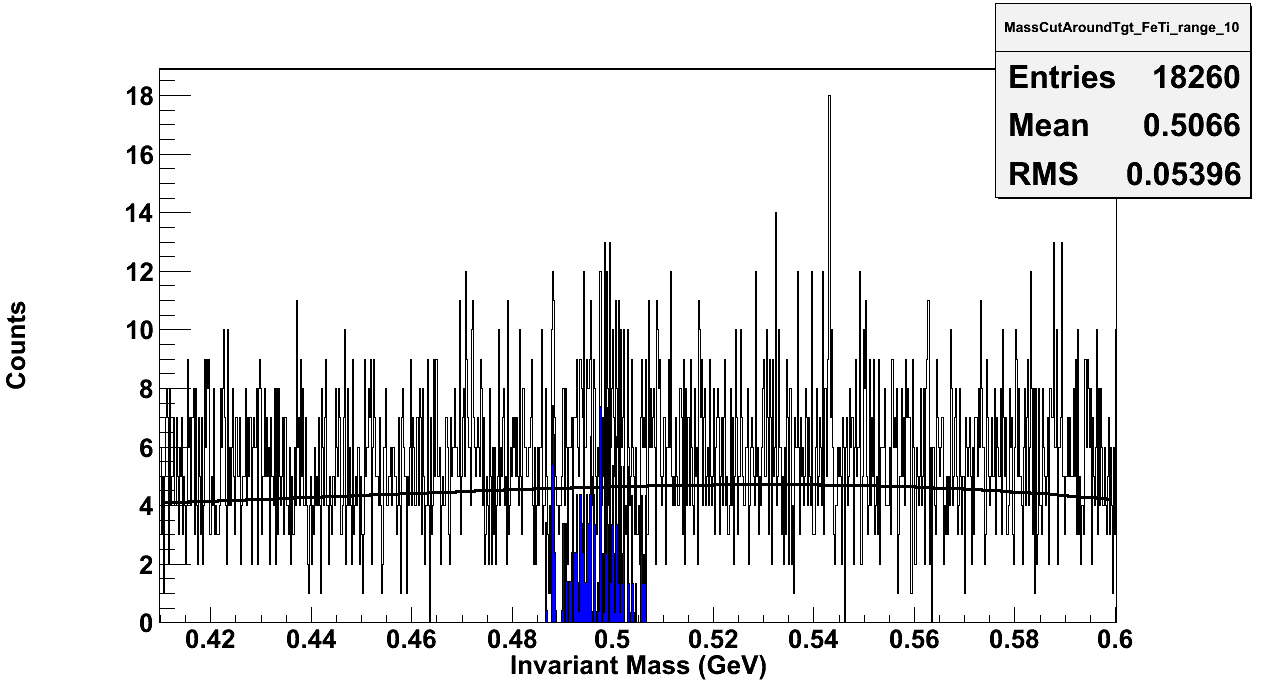 MassCutAroundTgt_FeTi_range_10
Entries 18260
Mean 0.5066
RMS 0.05396
Counts
18
16
14
12
10
8
6
4
2
0
0.42 0.44 0.46 0.48 0.5 0.52 0.54 0.56 0.58 0.6
Invariant Mass (GeV)